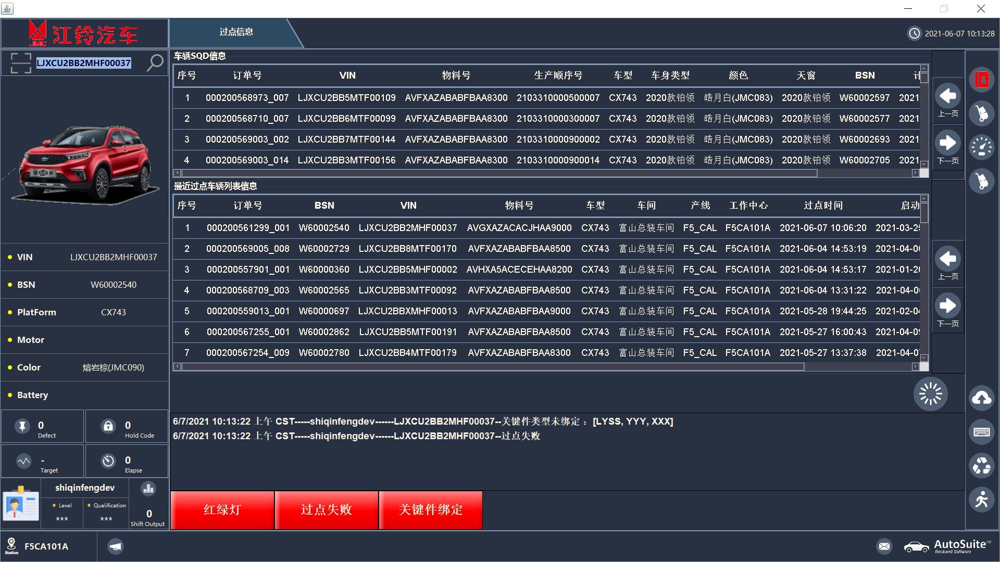 JMC 江铃汽车
过点信息
2021-06-07 10:13:28
LJXCU2BB2MHF00037
车辆SQD信息
序号 订单号 VIN 物料号 生产顺序号 车型 车身类型 颜色 天窗 BSN
1 000200568973_007 LJXCU2BB5MTF00109 AVFXAZABABFBAA8300 2103310000500007 CX743 2020款铂领 皓月白(JMC083) 2020款铂领 W60002597 2021
2 000200568710_007 LJXCU2BB6MTF00099 AVFXAZABABFBAA8300 2103310000300007 CX743 2020款铂领 皓月白(JMC083) 2020款铂领 W60002577 2021
3 000200569003_002 LJXCU2BB7MTF00144 AVFXAZABABFBAA8300 2103310000900002 CX743 2020款铂领 皓月白(JMC083) 2020款铂领 W60002693 2021
4 000200569003_014 LJXCU2BB3MTF00156 AVFXAZABABFBAA8300 2103310000900014 CX743 2020款铂领 皓月白(JMC083) 2020款铂领 W60002705 2021
上一页
下一页
最近过点车辆列表信息
序号 订单号 BSN VIN 物料号 车型 车间 产线 工作中心 过点时间 启动
1 000200561299_001 W60002540 LJXCU2BB2MHF00037 AVGXAZACACJHAA9000 CX743 富山总装车间 F5_CAL F5CA101A 2021-06-07 10:06:20 2021-03-25
2 000200569005_008 W60002729 LJXCU2BB8MTF00170 AVFXAZABABFBAA8500 CX743 富山总装车间 F5_CAL F5CA101A 2021-06-04 14:53:19 2021-04-0
3 000200557901_001 W60000360 LJXCU2BB5MHF00002 AVHXA5ACECEHAA8200 CX743 富山总装车间 F5_CAL F5CA101A 2021-06-04 14:53:17 2021-01-2
4 000200568709_003 W60002565 LJXCU2BB3MTF00092 AVFXAZABABFBAA8500 CX743 富山总装车间 F5_CAL F5CA101A 2021-06-04 13:31:22 2021-04-0
5 000200559013_001 W60000697 LJXCU2BBXMHF00013 AVFXAZABABFBAA9000 CX743 富山总装车间 F5_CAL F5CA101A 2021-05-28 19:44:25 2021-02-04
6 000200567255_001 W60002862 LJXCU2BB5MTF00191 AVFXAZABABFBAA8500 CX743 富山总装车间 F5_CAL F5CA101A 2021-05-27 16:00:43 2021-04-09
7 000200567254_009 W60002780 LJXCU2BB4MTF00179 AVFXAZABABFBAA8300 CX743 富山总装车间 F5_CAL F5CA101A 2021-05-27 13:37:38 2021-04-0
上一页
下一页
VIN LJXCU2BB2MHF00037
BSN W60002540
PlatForm CX743
Motor
Color 熔岩棕(JMC090)
Battery
0 Defect
0 Hold Code
- Target
0 Elapse
shiqinfengdev
Level
***
Qualification
***
0
Shift Output
6/7/2021 10:13:22 上午 CST-----shiqinfengdev------LJXCU2BB2MHF00037--关键件类型未绑定 : [LYSS, YYY, XXX]
6/7/2021 10:13:22 上午 CST-----shiqinfengdev------LJXCU2BB2MHF00037--过点失败
红绿灯
过点失败
关键件绑定
Station F5CA101A
AutoSuite™
Rockwell Software